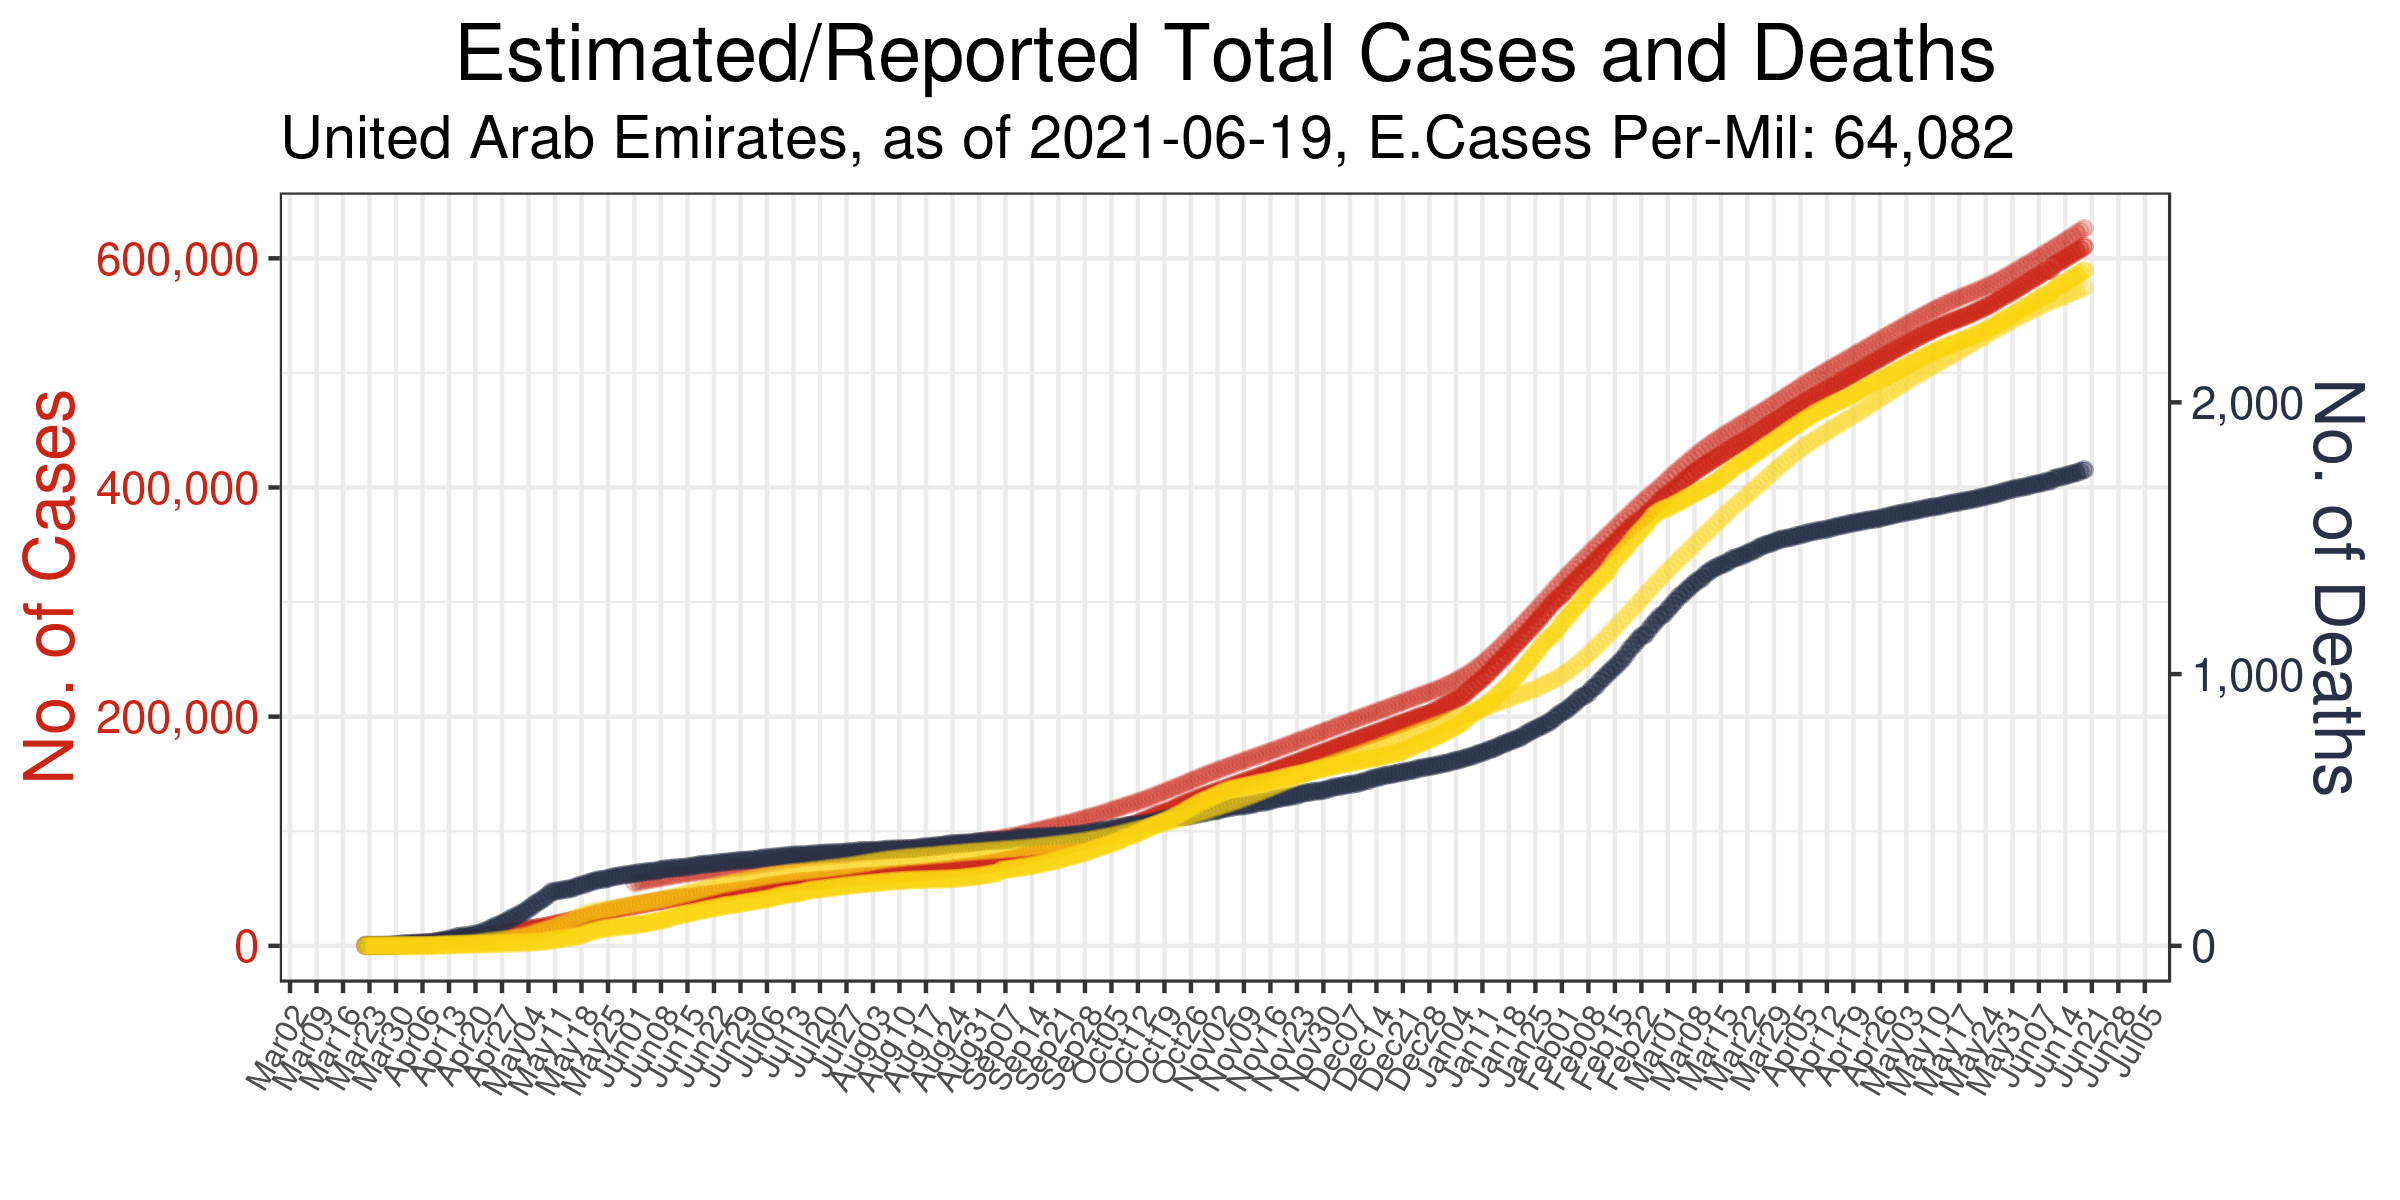 Estimated/Reported Total Cases and Deaths
United Arab Emirates, as of 2021-06-19, E.Cases Per-Mil: 64,082
No. of Cases
600,000
400,000
200,000
0
2,000
1,000
0
No. of Deaths
Mar02
Mar09
Mar16
Mar23
Mar30
Apr06
Apr13
Apr20
Apr27
May04
May11
May18
May25
Jun01
Jun08
Jun15
Jun22
Jun29
Jul06
Jul13
Jul20
Jul27
Aug03
Aug10
Aug17
Aug24
Aug31
Sep07
Sep14
Sep21
Sep28
Oct05
Oct12
Oct19
Oct26
Nov02
Nov09
Nov16
Nov23
Nov30
Dec07
Dec14
Dec21
Dec28
Jan04
Jan11
Jan18
Jan25
Feb01
Feb08
Feb15
Feb22
Mar01
Mar08
Mar15
Mar22
Mar29
Apr05
Apr12
Apr19
Apr26
May03
May10
May17
May24
May31
Jun07
Jun14
Jun21
Jun28
Jul05